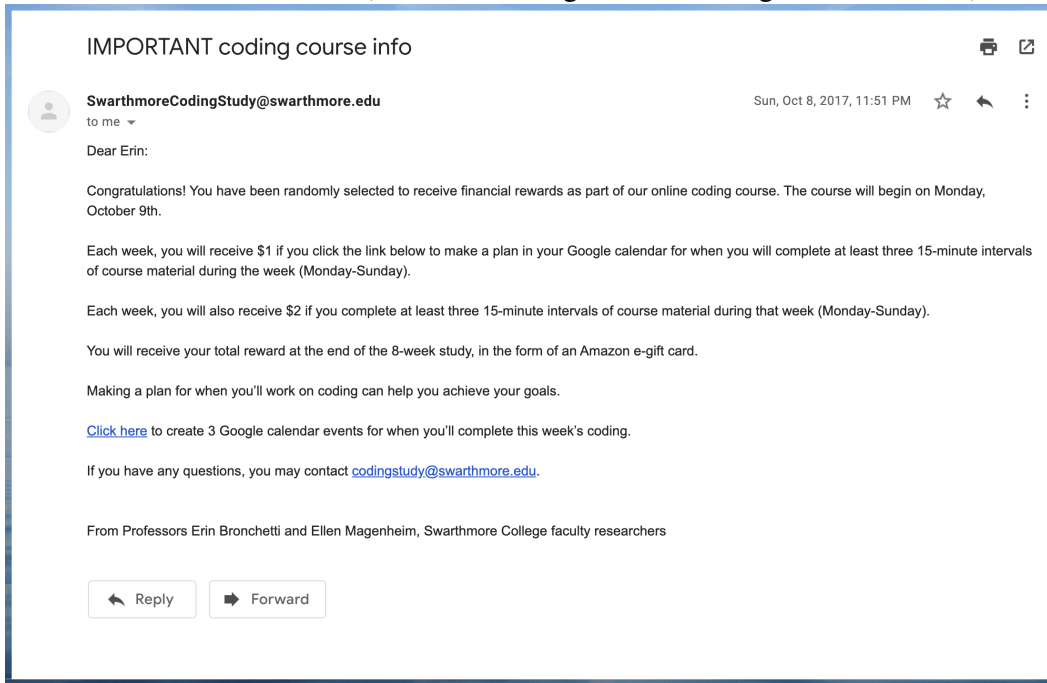 IMPORTANT coding course info
SwarthmoreCodingStudy@swarthmore.edu
Sun, Oct 8, 2017, 11:51 PM
to me
Dear Erin:
Congratulations! You have been randomly selected to receive financial rewards as part of our online coding course. The course will begin on Monday,
October 9th.
Each week, you will receive $1 if you click the link below to make a plan in your Google calendar for when you will complete at least three 15-minute intervals
of course material during the week (Monday-Sunday).
Each week, you will also receive $2 if you complete at least three 15-minute intervals of course material during that week (Monday-Sunday).
You will receive your total reward at the end of the 8-week study, in the form of an Amazon e-gift card.
Making a plan for when you'll work on coding can help you achieve your goals.
Click here to create 3 Google calendar events for when you'll complete this week's coding.
If you have any questions, you may contact codingstudy@swarthmore.edu.
From Professors Erin Bronchetti and Ellen Magenheim, Swarthmore College faculty researchers
Reply
Forward